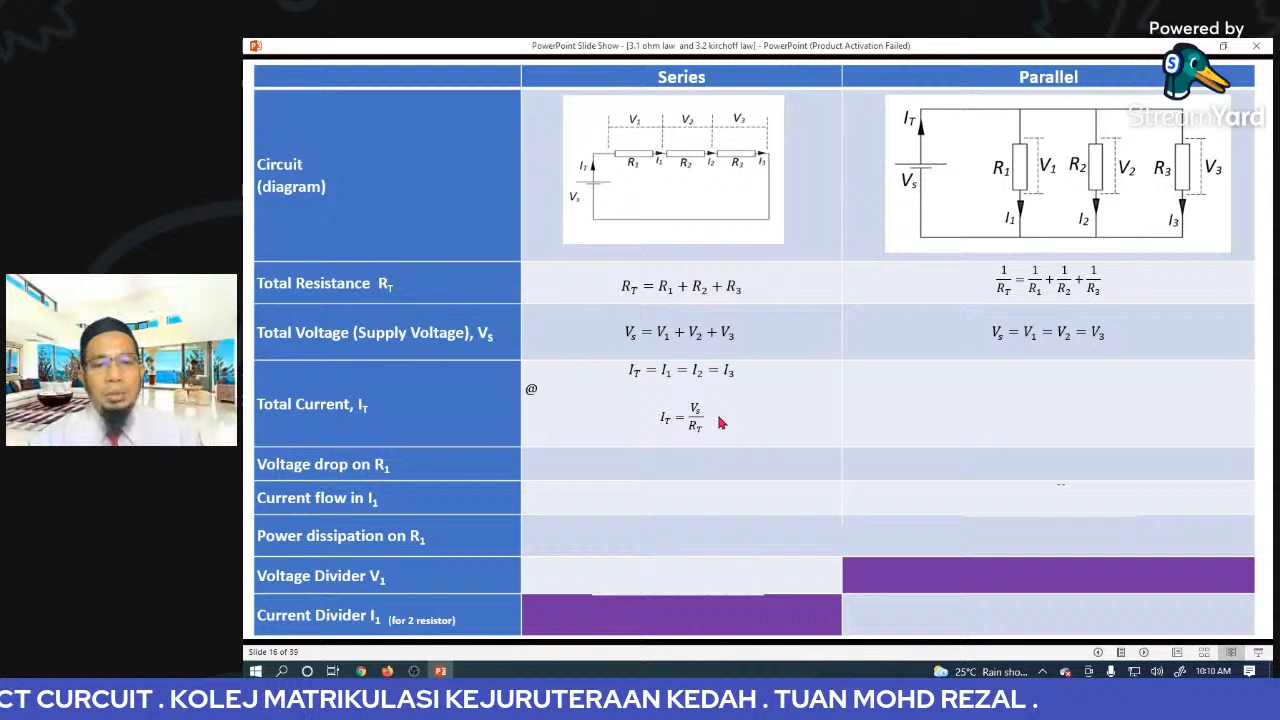 Powered by
StreamYard
PowerPoint Slide Show - [3.1 ohm law and 3.2 kirchoff law] - PowerPoint (Product Activation Failed)
Series
Parallel
Circuit
(diagram)
V1 V2 V3
IT
R1 I1 R2 I2 R3 I3
Vs
IT
Vs
R1 V1 R2 V2 R3 V3
I1 I2 I3
Total Resistance RT
RT = R1 + R2 + R3
1/RT = 1/R1 + 1/R2 + 1/R3
Total Voltage (Supply Voltage), VS
Vs = V1 + V2 + V3
Vs = V1 = V2 = V3
Total Current, IT
IT = I1 = I2 = I3
@
IT = Vs/RT
Voltage drop on R1
Current flow in I1
Power dissipation on R1
Voltage Divider V1
Current Divider I1 (for 2 resistor)
Slide 16 of 39
25°C Rain sho...
10:10 AM
CT CURCUIT . KOLEJ MATRIKULASI KEJURUTERAAN KEDAH . TUAN MOHD REZAL .